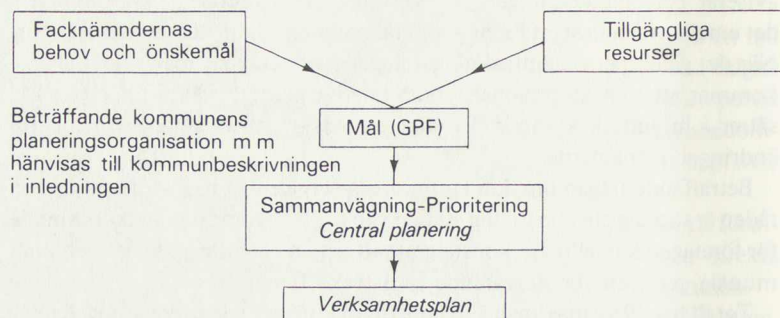 Facknämndernas
behov och önskemål
Tillgängliga
resurser
Beträffande kommunens
planeringsorganisation m m
hänvisas till kommunbeskrivningen
i inledningen
Mål (GPF)
Sammanvägning-Prioritering
Central planering
Verksamhetsplan